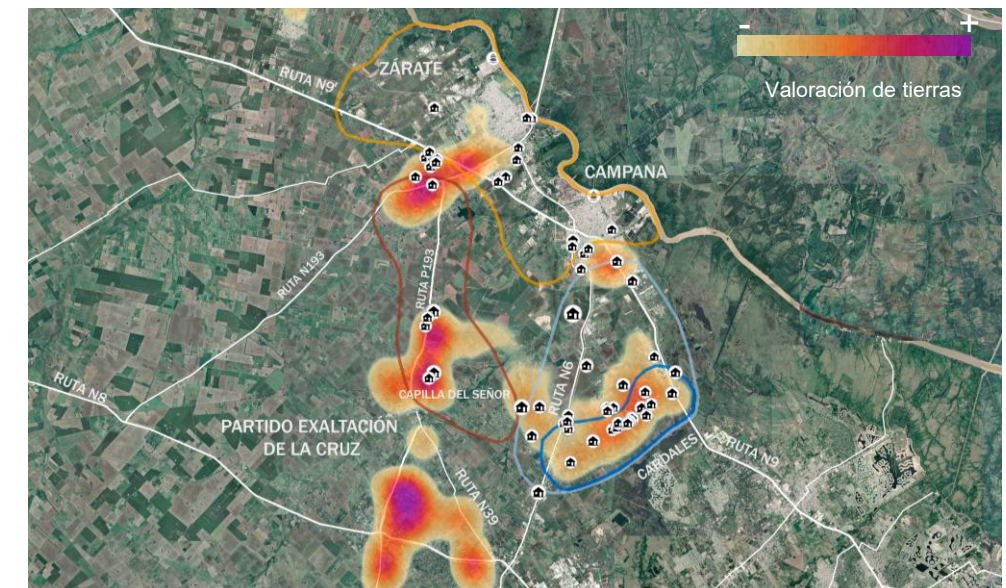 - +
Valoración de tierras
ZÁRATE
RUTA N9
CAMPANA
RUTA N193
RUTA P193
RUTA N6
RUTA N8
CAPILLA DEL SEÑOR
PARTIDO EXALTACIÓN
DE LA CRUZ
CARDALES
RUTA N9
RUTA N39